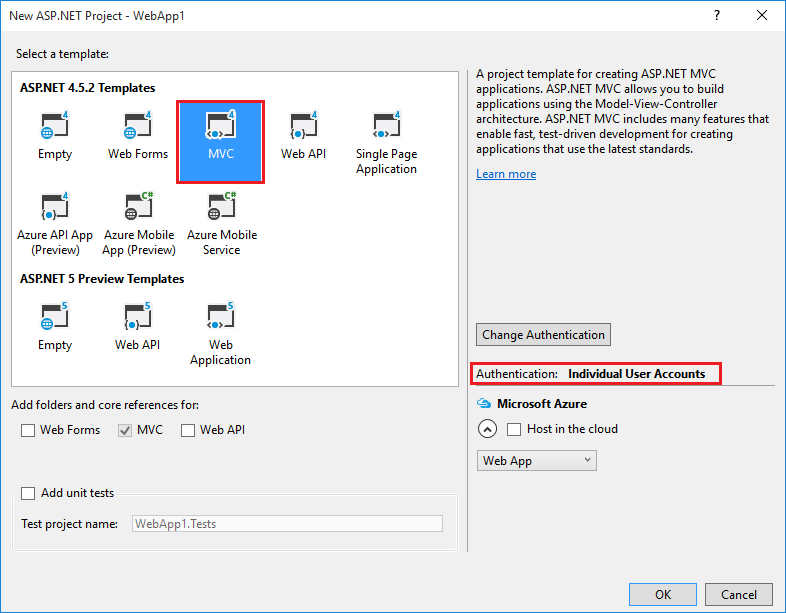 New ASP.NET Project - WebApp1
?
Select a template:
ASP.NET 4.5.2 Templates
4
Empty
4
Web Forms
4
MVC
4
Web API
4
Single Page
Application
4
Azure API App
(Preview)
C#
Azure Mobile
App (Preview)
C#
Azure Mobile
Service
ASP.NET 5 Preview Templates
5
Empty
5
Web API
5
Web
Application
A project template for creating ASP.NET MVC
applications. ASP.NET MVC allows you to build
applications using the Model-View-Controller
architecture. ASP.NET MVC includes many features that
enable fast, test-driven development for creating
applications that use the latest standards.
Learn more
Change Authentication
Authentication: Individual User Accounts
Microsoft Azure
Host in the cloud
Web App
Add folders and core references for:
Web Forms MVC Web API
Add unit tests
Test project name: WebApp1.Tests
OK Cancel